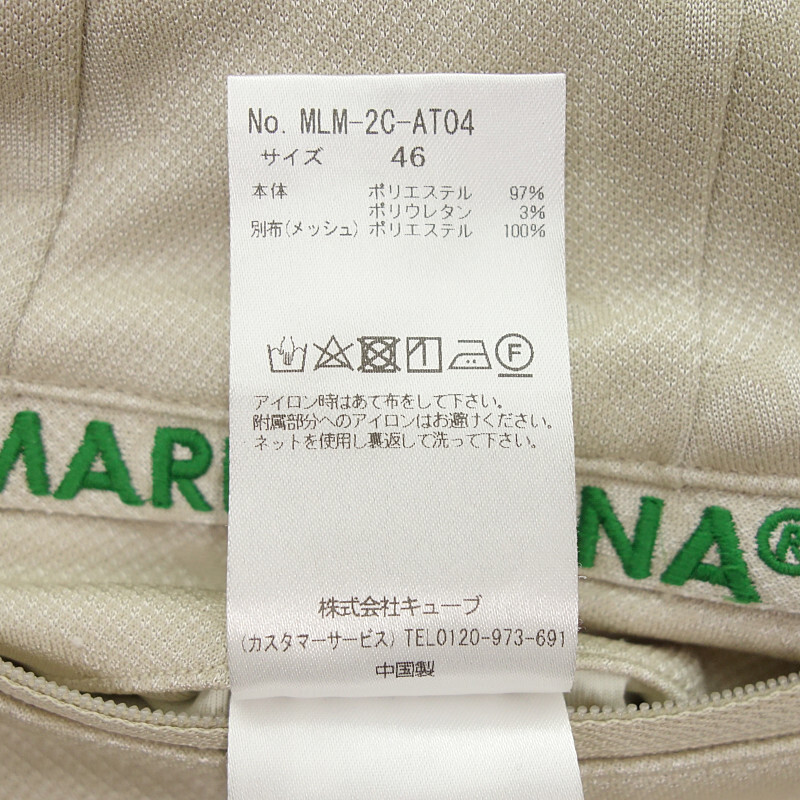 No. MLM-2C-AT04
サイズ 46
本体 ポリエステル 97%
ポリウレタン 3%
別布(メッシュ) ポリエステル 100%
F
アイロン時はあて布をして下さい。
附属部分へのアイロンはお避けください。
ネットを使用し裏返して洗って下さい。
MAR NA®
株式会社キューブ
(カスタマーサービス) TEL0120-973-691
中国製